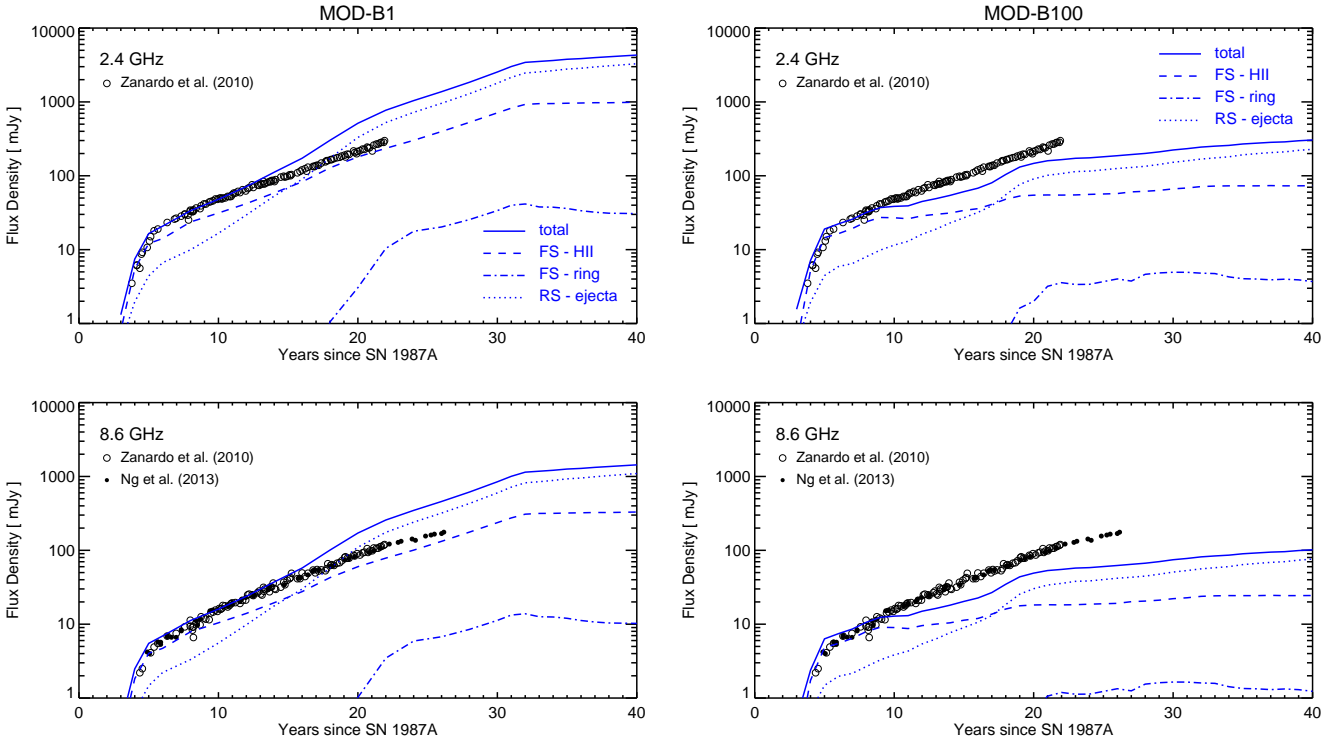 MOD-B1
10000
1000
100
10
1
Flux Density [ mJy ]
2.4 GHz
Zanardo et al. (2010)
total
FS - HII
FS - ring
RS - ejecta
0 10 20 30 40
Years since SN 1987A
MOD-B100
10000
1000
100
10
1
Flux Density [ mJy ]
2.4 GHz
Zanardo et al. (2010)
total
FS - HII
FS - ring
RS - ejecta
0 10 20 30 40
Years since SN 1987A
10000
1000
100
10
1
Flux Density [ mJy ]
8.6 GHz
Zanardo et al. (2010)
Ng et al. (2013)
0 10 20 30 40
Years since SN 1987A
10000
1000
100
10
1
Flux Density [ mJy ]
8.6 GHz
Zanardo et al. (2010)
Ng et al. (2013)
0 10 20 30 40
Years since SN 1987A